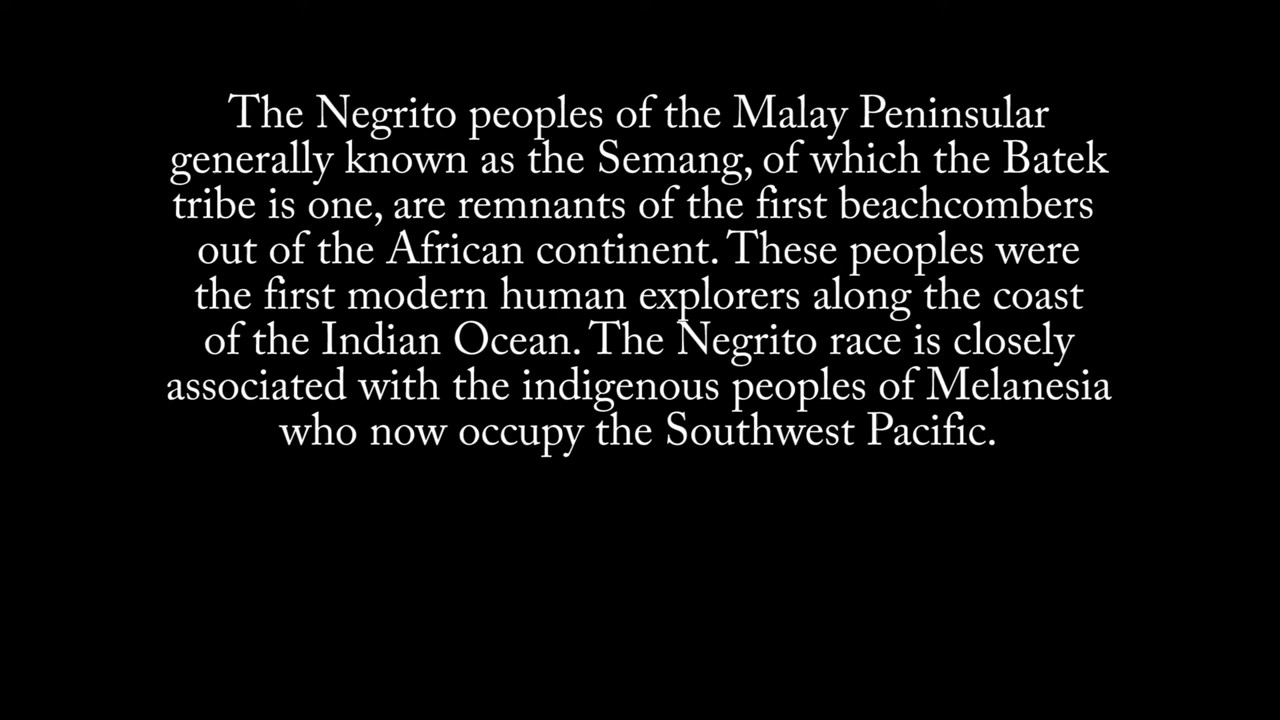 The Negrito peoples of the Malay Peninsular
generally known as the Semang, of which the Batek
tribe is one, are remnants of the first beachcombers
out of the African continent. These peoples were
the first modern human explorers along the coast
of the Indian Ocean. The Negrito race is closely
associated with the indigenous peoples of Melanesia
who now occupy the Southwest Pacific.